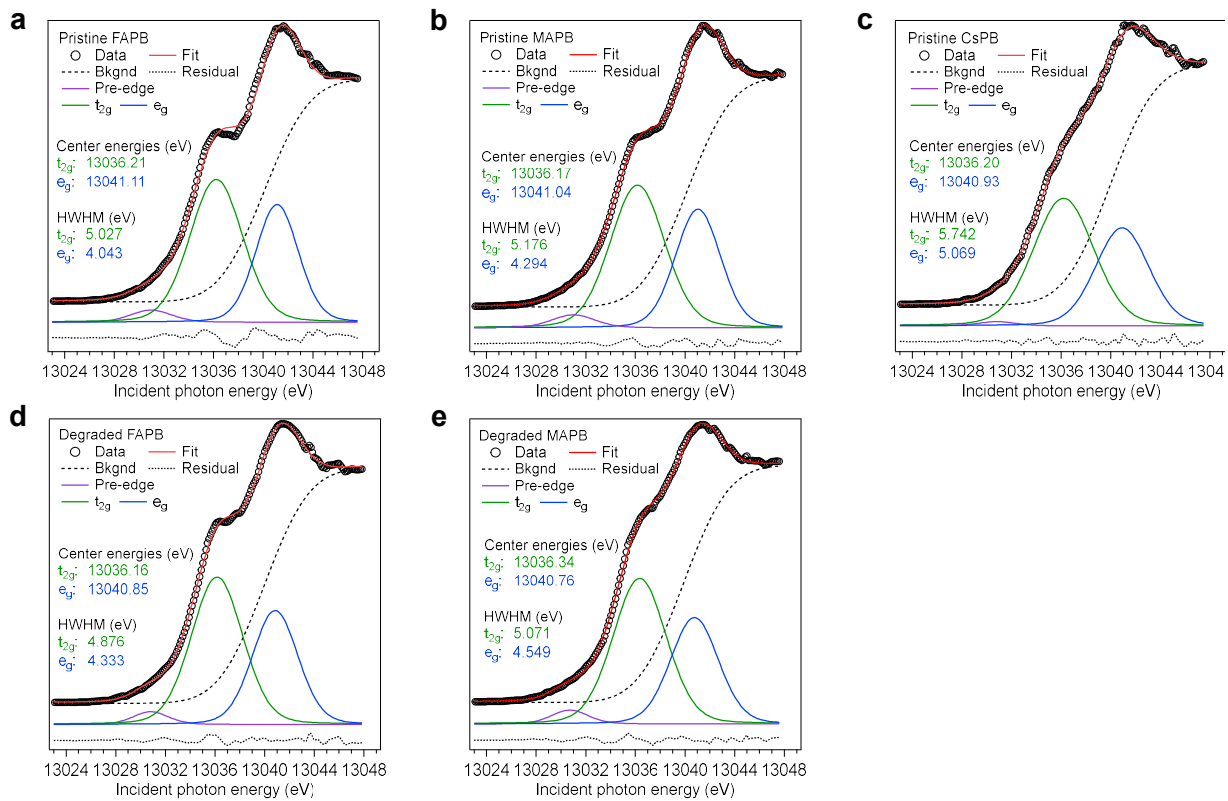 a
Pristine FAPB
Data Fit
Bkgnd Residual
Pre-edge
t2g eg
Center energies (eV)
t2g: 13036.21
eg: 13041.11
HWHM (eV)
t2g: 5.027
eg: 4.043
13024 13028 13032 13036 13040 13044 13048
Incident photon energy (eV)
b
Pristine MAPB
Data Fit
Bkgnd Residual
Pre-edge
t2g eg
Center energies (eV)
t2g: 13036.17
eg: 13041.04
HWHM (eV)
t2g: 5.176
eg: 4.294
13024 13028 13032 13036 13040 13044 13048
Incident photon energy (eV)
c
Pristine CsPB
Data Fit
Bkgnd Residual
Pre-edge
t2g eg
Center energies (eV)
t2g: 13036.20
eg: 13040.93
HWHM (eV)
t2g: 5.742
eg: 5.069
13024 13028 13032 13036 13040 13044 1304
Incident photon energy (eV)
d
Degraded FAPB
Data Fit
Bkgnd Residual
Pre-edge
t2g eg
Center energies (eV)
t2g: 13036.16
eg: 13040.85
HWHM (eV)
t2g: 4.876
eg: 4.333
13024 13028 13032 13036 13040 13044 13048
Incident photon energy (eV)
e
Degraded MAPB
Data Fit
Bkgnd Residual
Pre-edge
t2g eg
Center energies (eV)
t2g: 13036.34
eg: 13040.76
HWHM (eV)
t2g: 5.071
eg: 4.549
13024 13028 13032 13036 13040 13044 13048
Incident photon energy (eV)